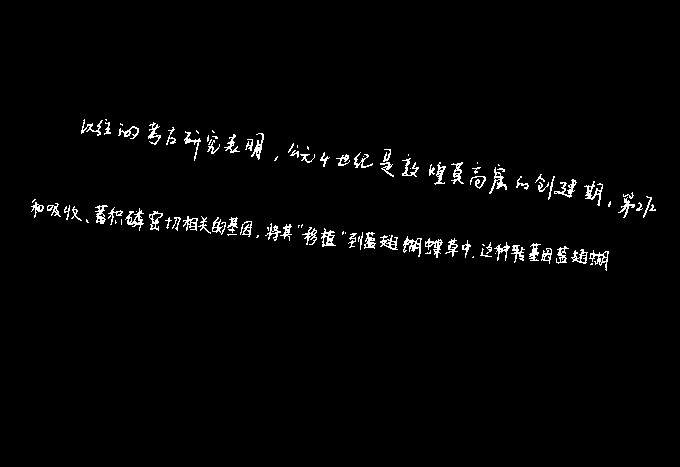 以往的考古研究表明，公元4世纪是敦煌莫高窟的创建期，第272
和吸收、蓄积磷密切相关的基因，将其“移植”到蓝翅蝴蝶草中．这种转基因蓝翅蝴